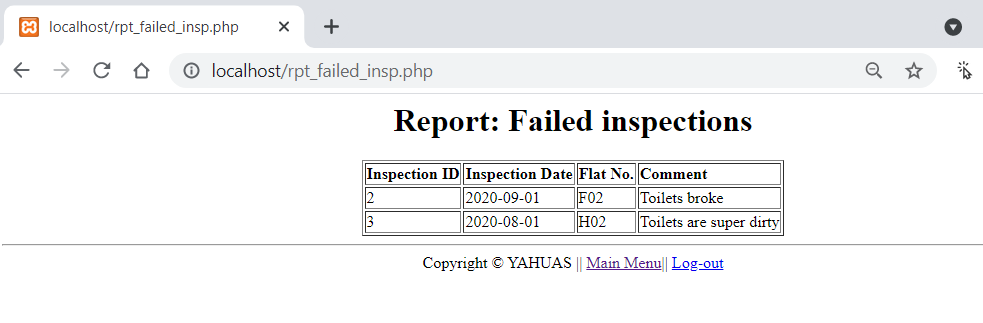 localhost/rpt_failed_insp.php
localhost/rpt_failed_insp.php
Report: Failed inspections
Inspection ID Inspection Date Flat No. Comment
2 2020-09-01 F02 Toilets broke
3 2020-08-01 H02 Toilets are super dirty
Copyright © YAHUAS || Main Menu|| Log-out